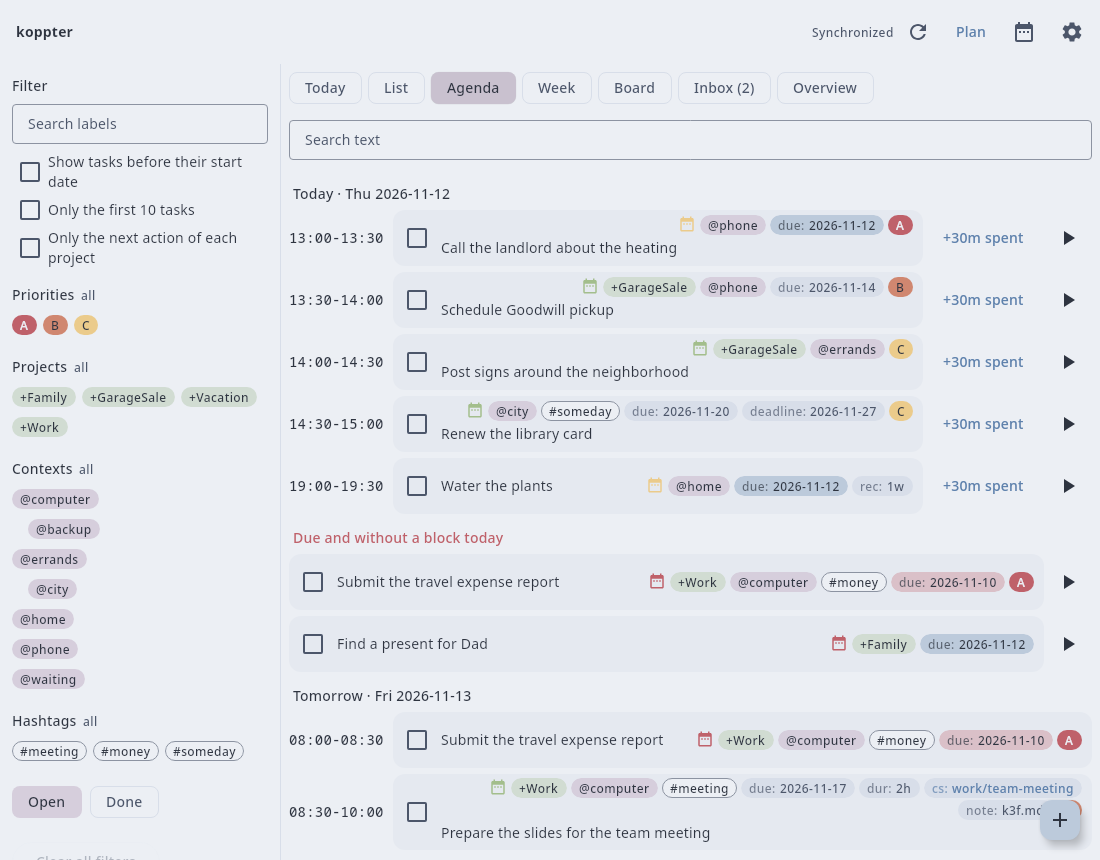 koppter
Synchronized
Plan
Filter
Search labels
Show tasks before their start
date
Only the first 10 tasks
Only the next action of each
project
Priorities all
A B C
Projects all
+Family +GarageSale +Vacation
+Work
Contexts all
@computer
@backup
@errands
@city
@home
@phone
@waiting
Hashtags all
#meeting #money #someday
Open Done
Clear all filters
Today List Agenda Week Board Inbox (2) Overview
Search text
Today · Thu 2026-11-12
@phone due: 2026-11-12 A
13:00-13:30 Call the landlord about the heating +30m spent
+GarageSale @phone due: 2026-11-14 B
13:30-14:00 Schedule Goodwill pickup +30m spent
+GarageSale @errands C
14:00-14:30 Post signs around the neighborhood +30m spent
@city #someday due: 2026-11-20 deadline: 2026-11-27 C
14:30-15:00 Renew the library card +30m spent
19:00-19:30 Water the plants @home due: 2026-11-12 rec: 1w +30m spent
Due and without a block today
Submit the travel expense report +Work @computer #money due: 2026-11-10 A
Find a present for Dad +Family due: 2026-11-12
Tomorrow · Fri 2026-11-13
08:00-08:30 Submit the travel expense report +Work @computer #money due: 2026-11-10 A
+Work @computer #meeting due: 2026-11-17 dur: 2h cs: work/team-meeting
note:
08:30-10:00 Prepare the slides for the team meeting
+